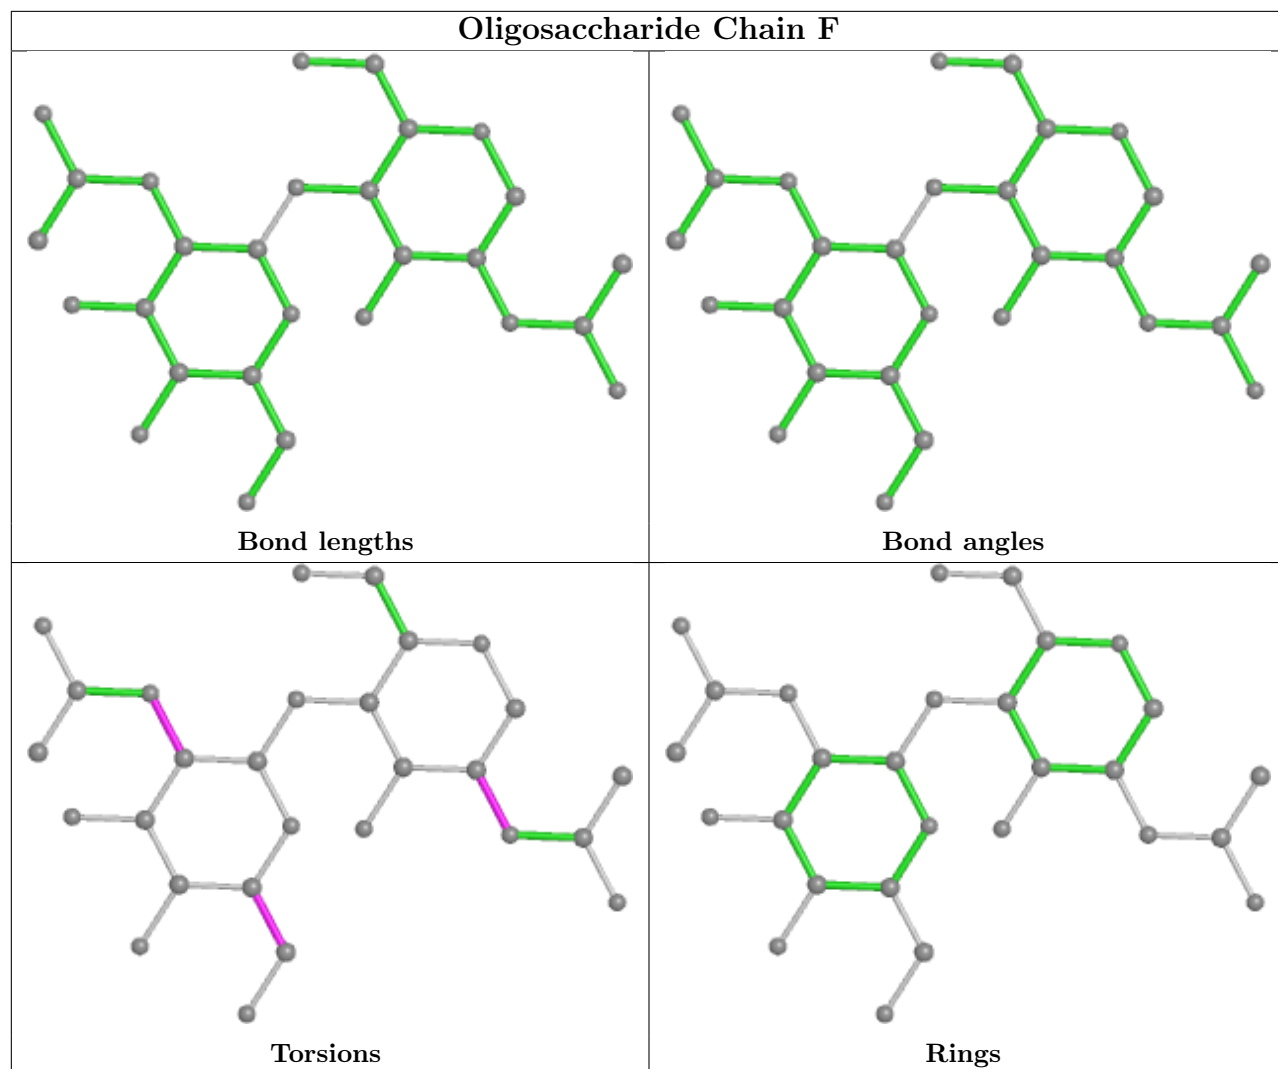 Oligosaccharide Chain F
Bond lengths
Bond angles
Torsions
Rings